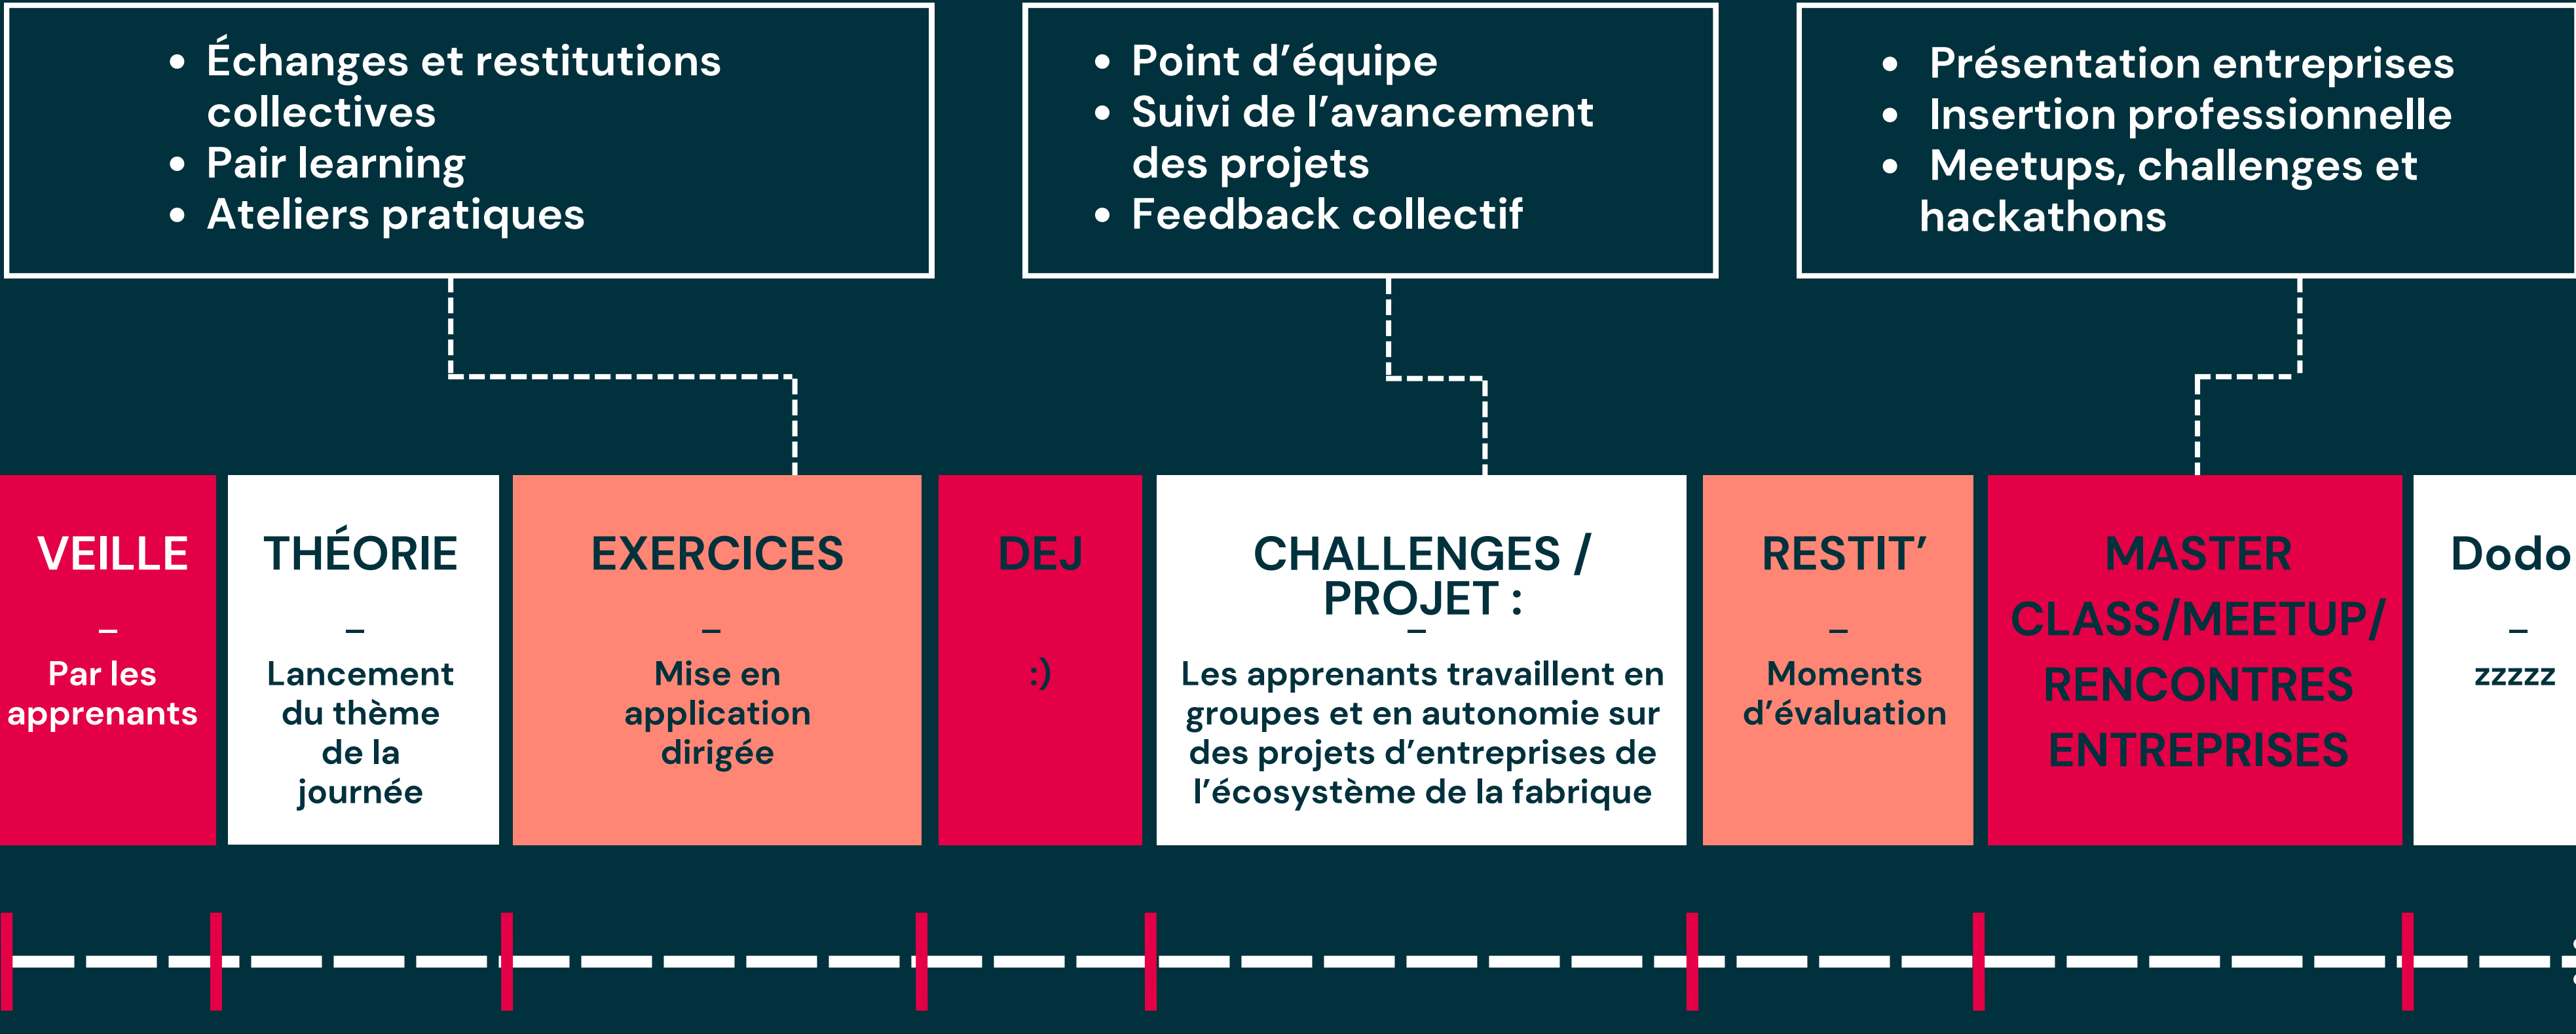 • Échanges et restitutions
collectives
• Pair learning
• Ateliers pratiques
• Point d’équipe
• Suivi de l’avancement
des projets
• Feedback collectif
• Présentation entreprises
• Insertion professionnelle
• Meetups, challenges et
hackathons
VEILLE
–
Par les
apprenants
THÉORIE
–
Lancement
du thème
de la
journée
EXERCICES
–
Mise en
application
dirigée
DEJ
:)
CHALLENGES /
PROJET :
–
Les apprenants travaillent en
groupes et en autonomie sur
des projets d’entreprises de
l’écosystème de la fabrique
RESTIT’
–
Moments
d’évaluation
MASTER
CLASS/MEETUP/
RENCONTRES
ENTREPRISES
Dodo
–
zzzzz